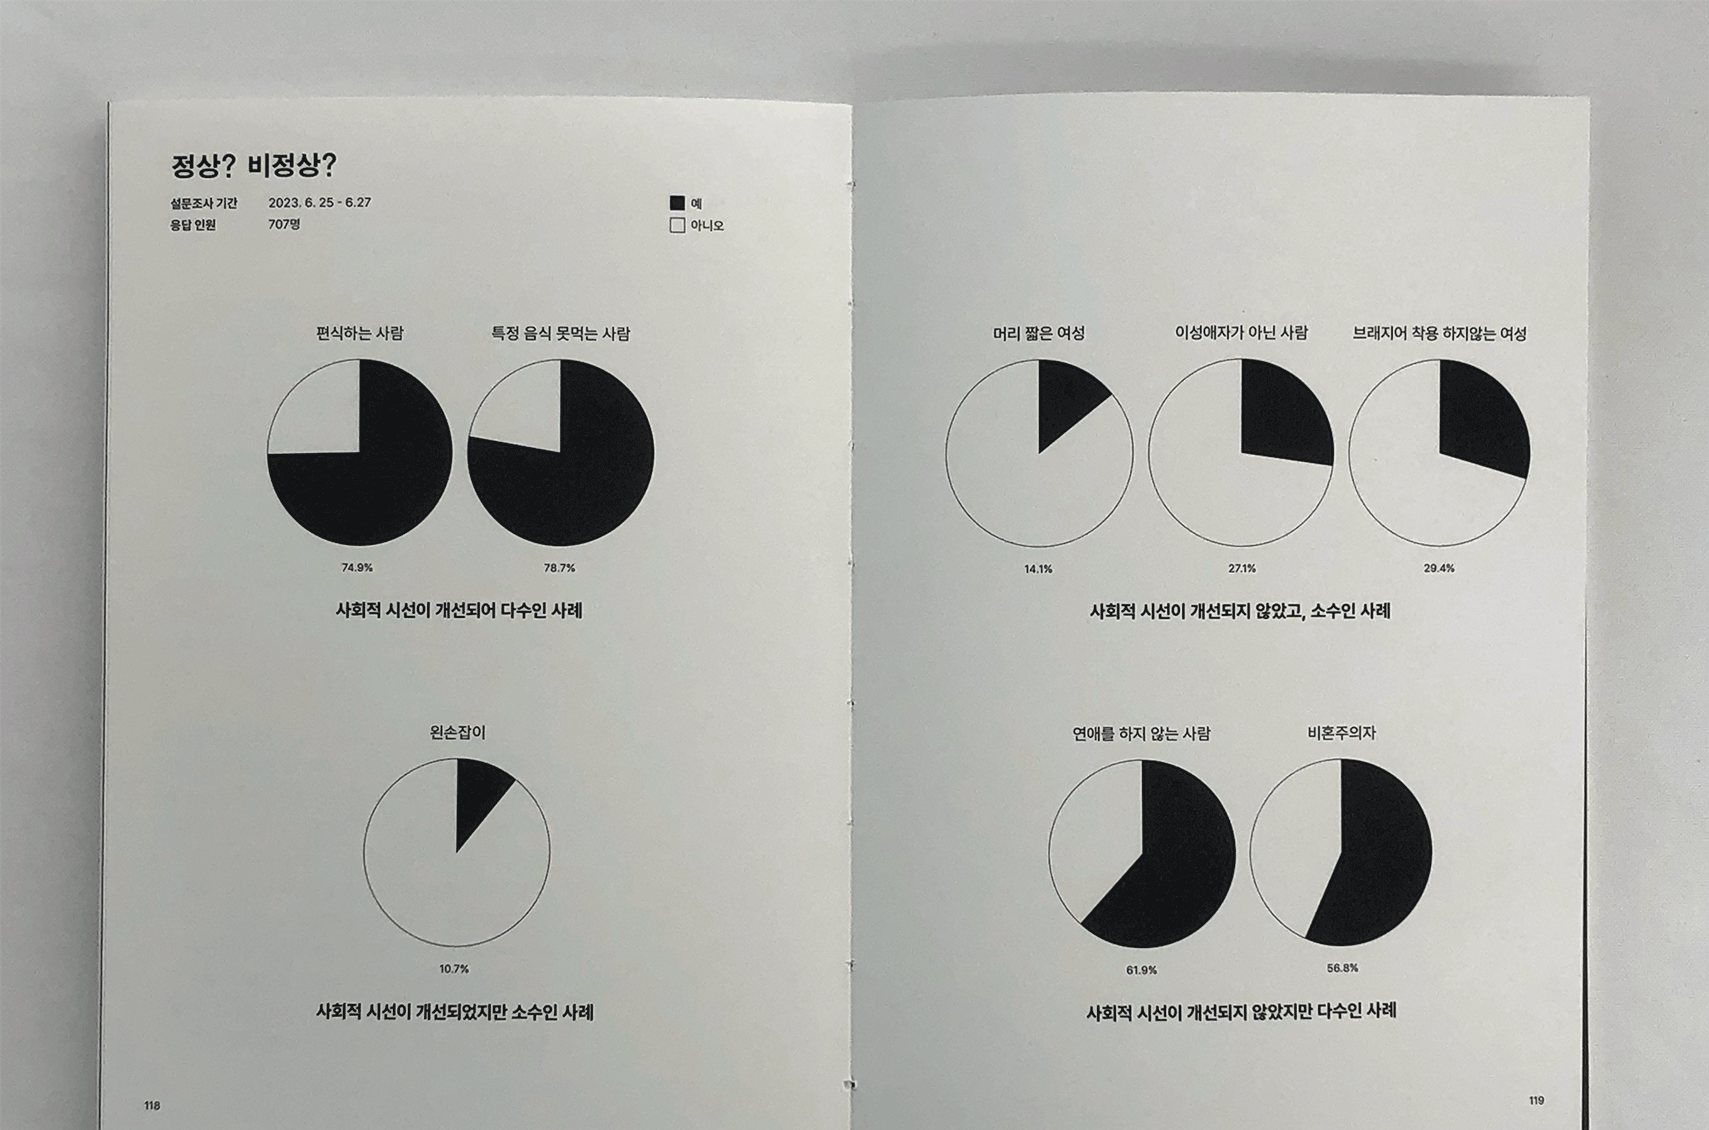 정상? 비정상?
설문조사 기간 2023. 6. 25 - 6.27
응답 인원 707명
예
아니오
편식하는 사람 특정 음식 못먹는 사람
74.9% 78.7%
사회적 시선이 개선되어 다수인 사례
왼손잡이
10.7%
사회적 시선이 개선되었지만 소수인 사례
118
머리 짧은 여성 이성애자가 아닌 사람 브래지어 착용 하지않는 여성
14.1% 27.1% 29.4%
사회적 시선이 개선되지 않았고, 소수인 사례
연애를 하지 않는 사람 비혼주의자
61.9% 56.8%
사회적 시선이 개선되지 않았지만 다수인 사례
119